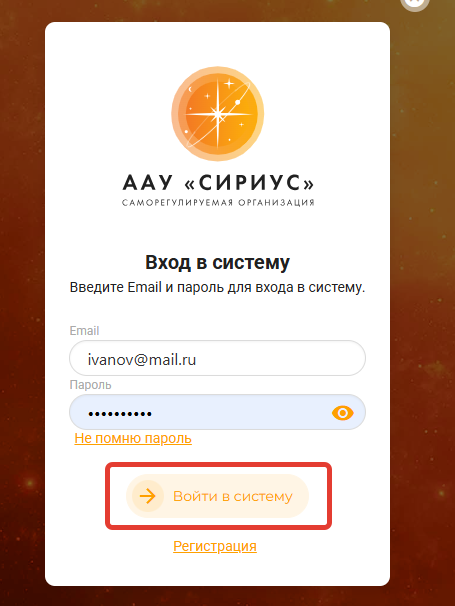 ААУ «СИРИУС»
САМОРЕГУЛИРУЕМАЯ ОРГАНИЗАЦИЯ
Вход в систему
Введите Email и пароль для входа в систему.
Email
ivanov@mail.ru
Пароль
••••••••••
Не помню пароль
Войти в систему
Регистрация